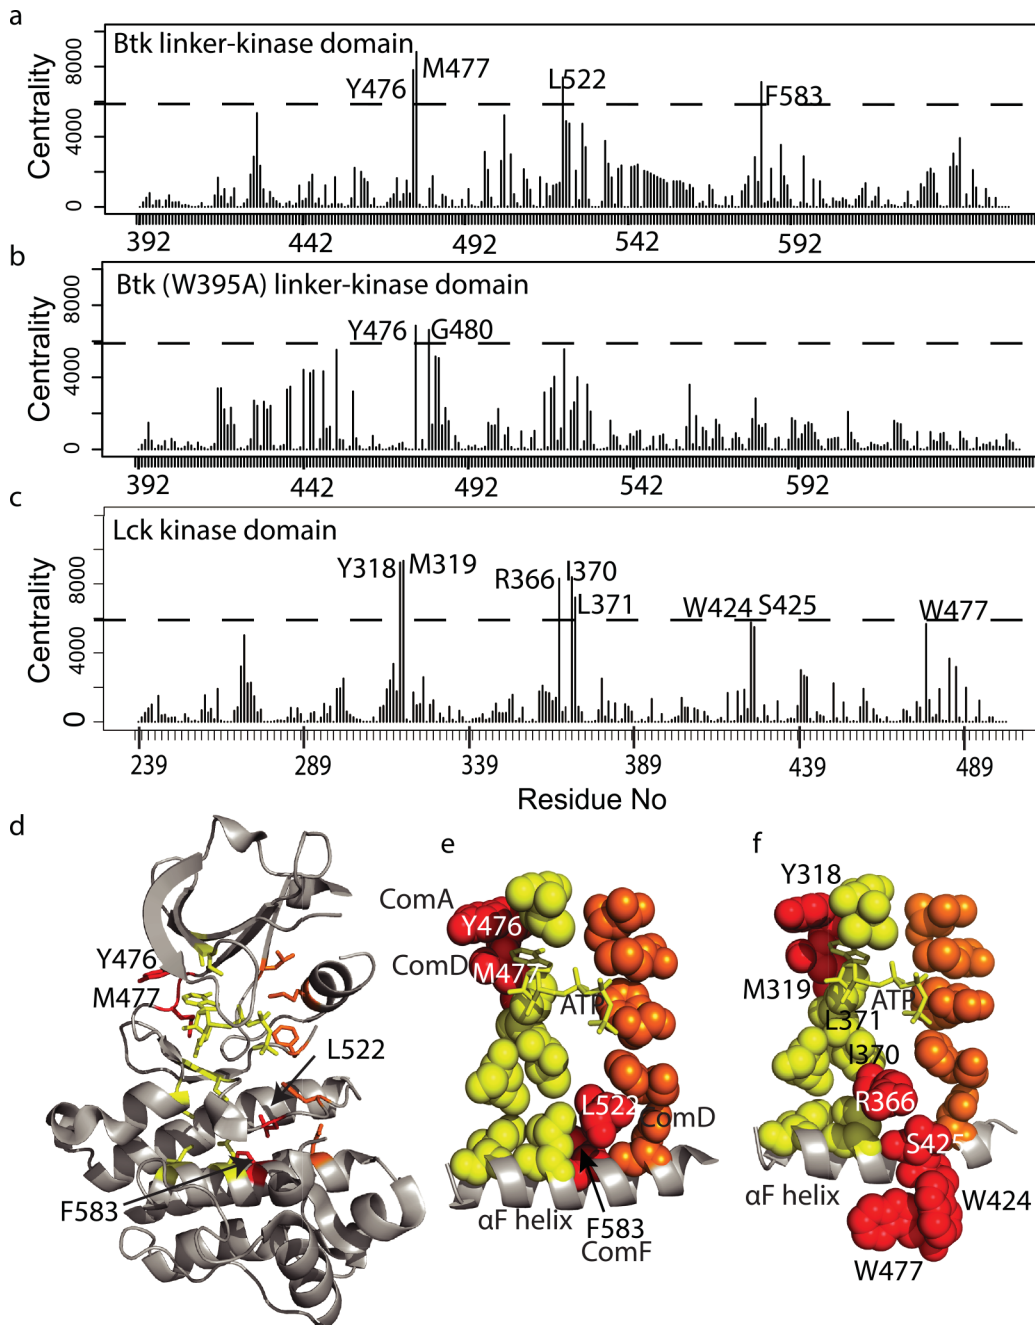 a
Btk linker-kinase domain
Y476
M477
L522
F583
Centrality
0
4000
8000
392
442
492
542
592
b
Btk (W395A) linker-kinase domain
Y476
G480
Centrality
0
4000
8000
392
442
492
542
592
c
Lck kinase domain
Y318
M319
R366
I370
L371
W424
S425
W477
Centrality
0
4000
8000
239
289
339
389
439
489
Residue No
d
Y476
M477
L522
F583
e
ComA
Y476
ComD
M477
ATP
L522
ComD
αF helix
F583
ComF
f
Y318
M319
ATP
L371
I370
R366
S425
αF helix
W424
W477